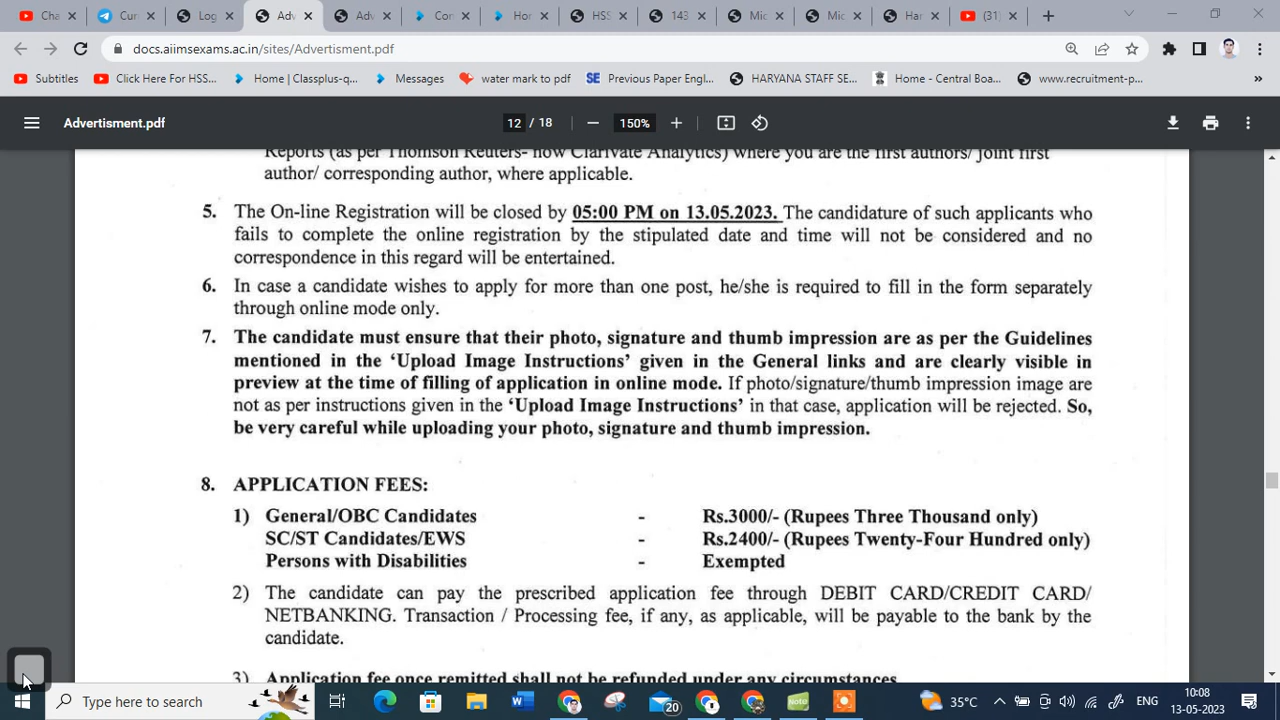 Cha
Cur
Log
Adv
Adv
Cor
Hor
HSS
143
Mic
Mic
Har
(31)
docs.aiimsexams.ac.in/sites/Advertisment.pdf
Subtitles
Click Here For HSS...
Home | Classplus-q...
Messages
water mark to pdf
Previous Paper Engl...
HARYANA STAFF SE...
Home - Central Boa...
www.recruitment-p...
Advertisment.pdf
12 / 18
150%
Reports (as per Thomson Reuters- now Clarivate Analytics) where you are the first authors/ joint first
author/ corresponding author, where applicable.
5. The On-line Registration will be closed by 05:00 PM on 13.05.2023. The candidature of such applicants who
fails to complete the online registration by the stipulated date and time will not be considered and no
correspondence in this regard will be entertained.
6. In case a candidate wishes to apply for more than one post, he/she is required to fill in the form separately
through online mode only.
7. The candidate must ensure that their photo, signature and thumb impression are as per the Guidelines
mentioned in the ‘Upload Image Instructions’ given in the General links and are clearly visible in
preview at the time of filling of application in online mode. If photo/signature/thumb impression image are
not as per instructions given in the ‘Upload Image Instructions’ in that case, application will be rejected. So,
be very careful while uploading your photo, signature and thumb impression.
8. APPLICATION FEES:
1) General/OBC Candidates - Rs.3000/- (Rupees Three Thousand only)
SC/ST Candidates/EWS - Rs.2400/- (Rupees Twenty-Four Hundred only)
Persons with Disabilities - Exempted
2) The candidate can pay the prescribed application fee through DEBIT CARD/CREDIT CARD/
NETBANKING. Transaction / Processing fee, if any, as applicable, will be payable to the bank by the
candidate.
3) Application fee once remitted shall not be refunded under any circumstances
Type here to search
20
note
35°C
ENG
10:08
13-05-2023